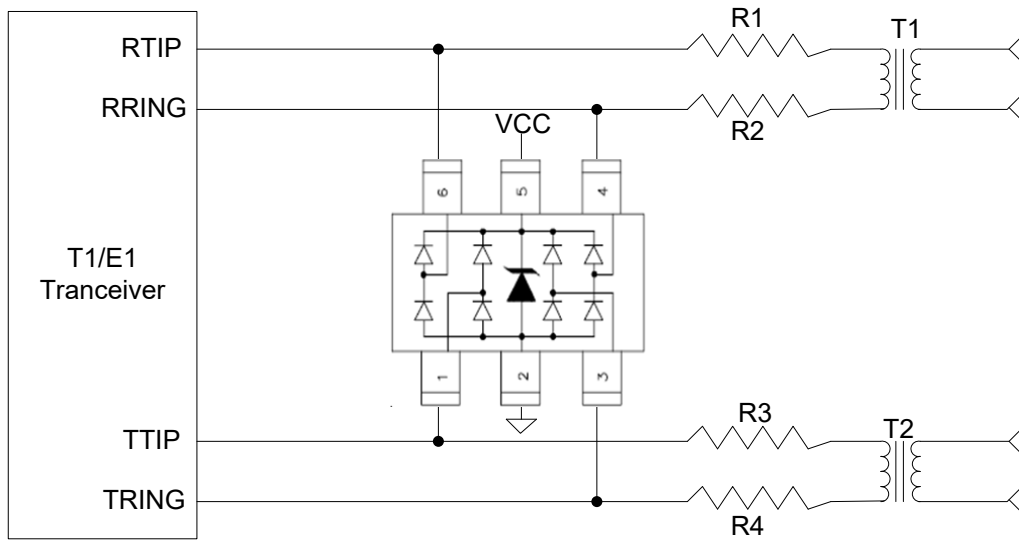 R1
T1
RTIP
RRING
R2
VCC
6
5
4
T1/E1
Tranceiver
1
2
3
R3
T2
TTIP
TRING
R4